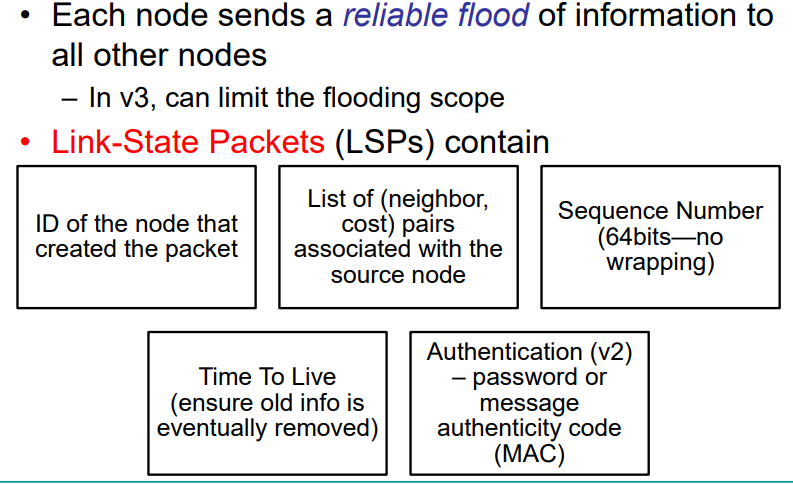 • Each node sends a reliable flood of information to
all other nodes
– In v3, can limit the flooding scope
• Link-State Packets (LSPs) contain
ID of the node that
created the packet
List of (neighbor,
cost) pairs
associated with the
source node
Sequence Number
(64bits—no
wrapping)
Time To Live
(ensure old info is
eventually removed)
Authentication (v2)
– password or
message
authenticity code
(MAC)